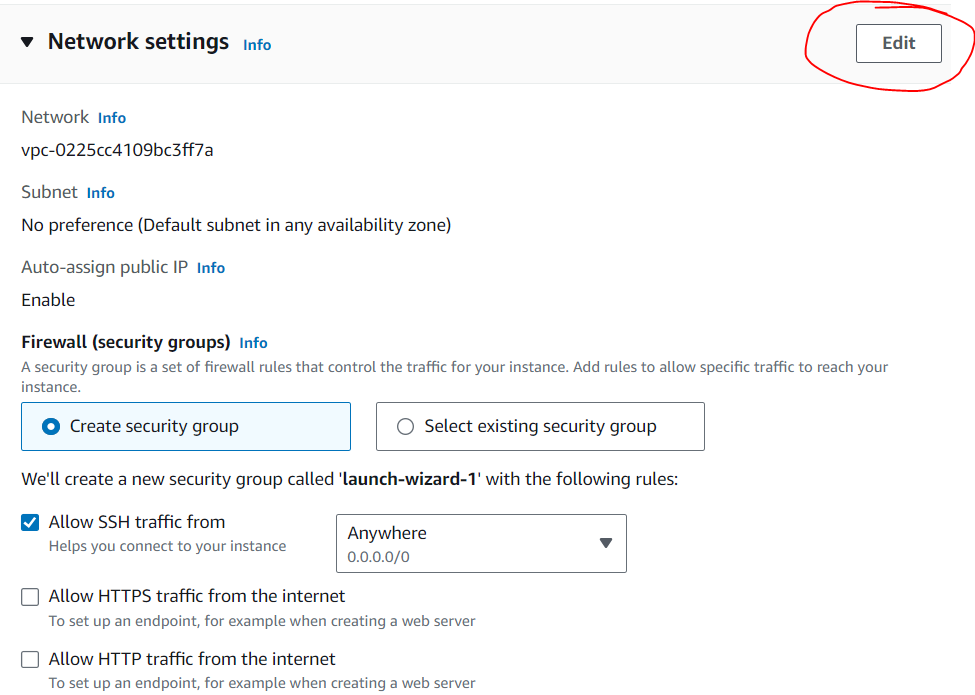 Network settings Info Edit
Network Info
vpc-0225cc4109bc3ff7a
Subnet Info
No preference (Default subnet in any availability zone)
Auto-assign public IP Info
Enable
Firewall (security groups) Info
A security group is a set of firewall rules that control the traffic for your instance. Add rules to allow specific traffic to reach your
instance.
Create security group Select existing security group
We'll create a new security group called 'launch-wizard-1' with the following rules:
Allow SSH traffic from Anywhere
Helps you connect to your instance 0.0.0.0/0
Allow HTTPS traffic from the internet
To set up an endpoint, for example when creating a web server
Allow HTTP traffic from the internet
To set up an endpoint, for example when creating a web server